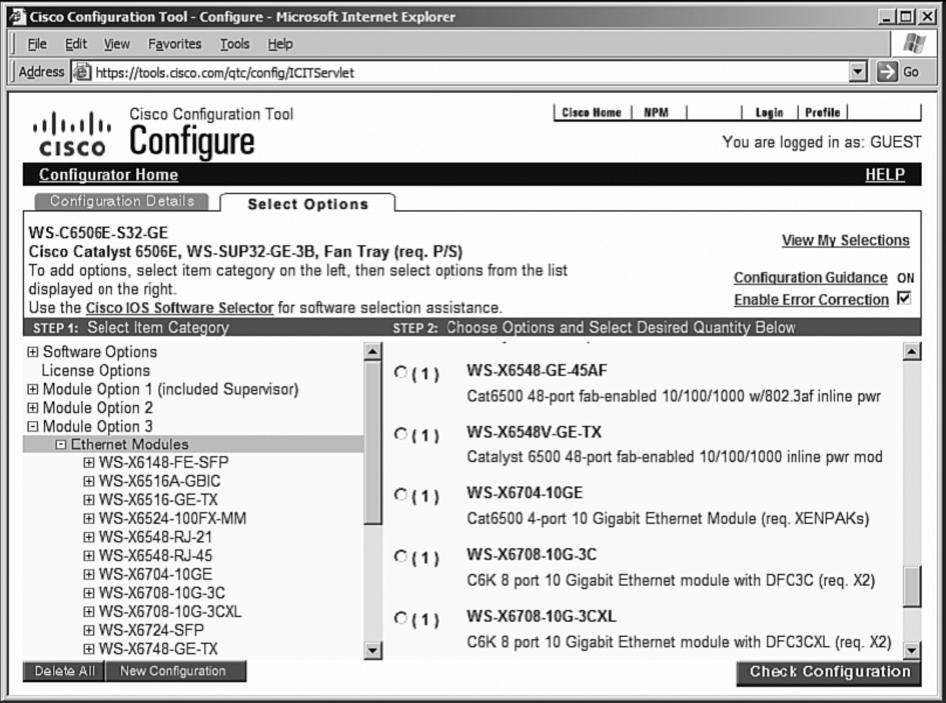 Cisco Configuration Tool - Configure - Microsoft Internet Explorer
File Edit View Favorites Tools Help
Address https://tools.cisco.com/qtc/config/ICITServlet Go
CISCO
Cisco Configuration Tool
Configure
Cisco Home NPM Login Profile
You are logged in as: GUEST
Configurator Home HELP
Configuration Details Select Options
WS-C6506E-S32-GE
Cisco Catalyst 6506E, WS-SUP32-GE-3B, Fan Tray (req. P/S)
To add options, select item category on the left, then select options from the list
displayed on the right.
Use the Cisco IOS Software Selector for software selection assistance.
View My Selections
Configuration Guidance ON
Enable Error Correction
STEP 1: Select Item Category
Software Options
License Options
Module Option 1 (included Supervisor)
Module Option 2
Module Option 3
Ethernet Modules
WS-X6148-FE-SFP
WS-X6516A-GBIC
WS-X6516-GE-TX
WS-X6524-100FX-MM
WS-X6548-RJ-21
WS-X6548-RJ-45
WS-X6704-10GE
WS-X6708-10G-3C
WS-X6708-10G-3CXL
WS-X6724-SFP
WS-X6748-GE-TX
STEP 2: Choose Options and Select Desired Quantity Below
(1) WS-X6548-GE-45AF
Cat6500 48-port fab-enabled 10/100/1000 w/802.3af inline pwr
(1) WS-X6548V-GE-TX
Catalyst 6500 48-port fab-enabled 10/100/1000 inline pwr mod
(1) WS-X6704-10GE
Cat6500 4-port 10 Gigabit Ethernet Module (req. XENPAKs)
(1) WS-X6708-10G-3C
C6K 8 port 10 Gigabit Ethernet module with DFC3C (req. X2)
(1) WS-X6708-10G-3CXL
C6K 8 port 10 Gigabit Ethernet module with DFC3CXL (req. X2)
Delete All New Configuration Check Configuration